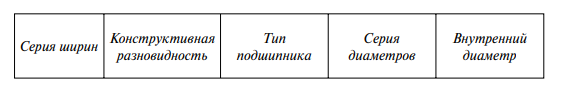 Серия ширин
Конструктивная
разновидность
Тип
подшипника
Серия
диаметров
Внутренний
диаметр